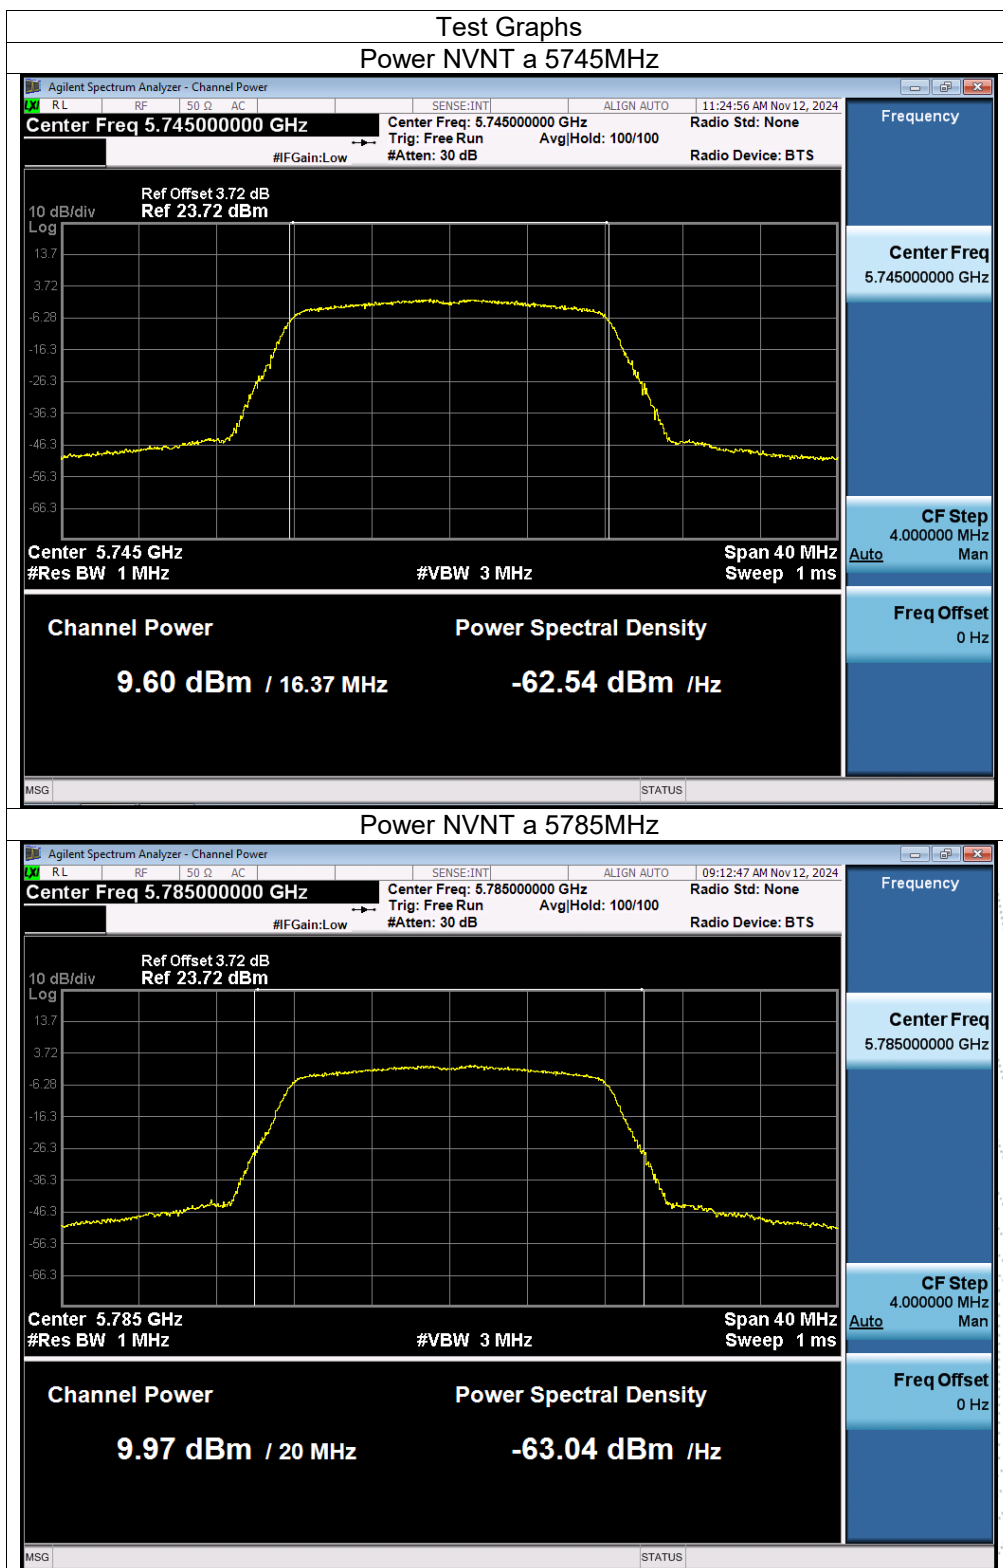 Test Graphs
Power NVNT a 5745MHz
Agilent Spectrum Analyzer - Channel Power
LXI RL RF 50 Ω AC SENSE:INT ALIGN AUTO 11:24:56 AM Nov 12, 2024
Center Freq 5.745000000 GHz Center Freq: 5.745000000 GHz Radio Std: None Frequency
Trig: Free Run Avg|Hold: 100/100
#IFGain:Low #Atten: 30 dB Radio Device: BTS
Ref Offset 3.72 dB
10 dB/div Ref 23.72 dBm
Log
13.7
3.72
-6.28
-16.3
-26.3
-36.3
-46.3
-56.3
-66.3
Center Freq
5.745000000 GHz
Center 5.745 GHz Span 40 MHz
#Res BW 1 MHz #VBW 3 MHz Sweep 1 ms
CF Step
4.000000 MHz
Auto Man
Freq Offset
0 Hz
Channel Power Power Spectral Density
9.60 dBm / 16.37 MHz -62.54 dBm /Hz
MSG STATUS
Power NVNT a 5785MHz
Agilent Spectrum Analyzer - Channel Power
LXI RL RF 50 Ω AC SENSE:INT ALIGN AUTO 09:12:47 AM Nov 12, 2024
Center Freq 5.785000000 GHz Center Freq: 5.785000000 GHz Radio Std: None Frequency
Trig: Free Run Avg|Hold: 100/100
#IFGain:Low #Atten: 30 dB Radio Device: BTS
Ref Offset 3.72 dB
10 dB/div Ref 23.72 dBm
Log
13.7
3.72
-6.28
-16.3
-26.3
-36.3
-46.3
-56.3
-66.3
Center Freq
5.785000000 GHz
Center 5.785 GHz Span 40 MHz
#Res BW 1 MHz #VBW 3 MHz Sweep 1 ms
CF Step
4.000000 MHz
Auto Man
Freq Offset
0 Hz
Channel Power Power Spectral Density
9.97 dBm / 20 MHz -63.04 dBm /Hz
MSG STATUS